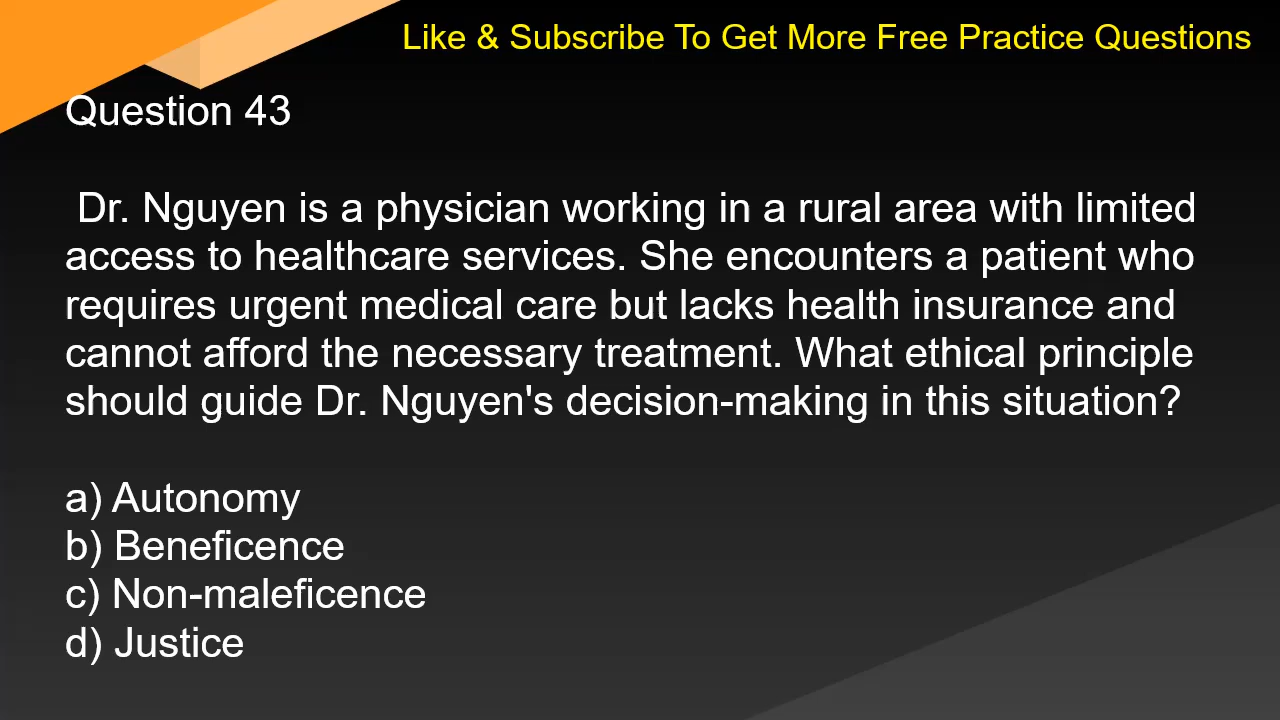 Like & Subscribe To Get More Free Practice Questions
Question 43
Dr. Nguyen is a physician working in a rural area with limited
access to healthcare services. She encounters a patient who
requires urgent medical care but lacks health insurance and
cannot afford the necessary treatment. What ethical principle
should guide Dr. Nguyen's decision-making in this situation?
a) Autonomy
b) Beneficence
c) Non-maleficence
d) Justice